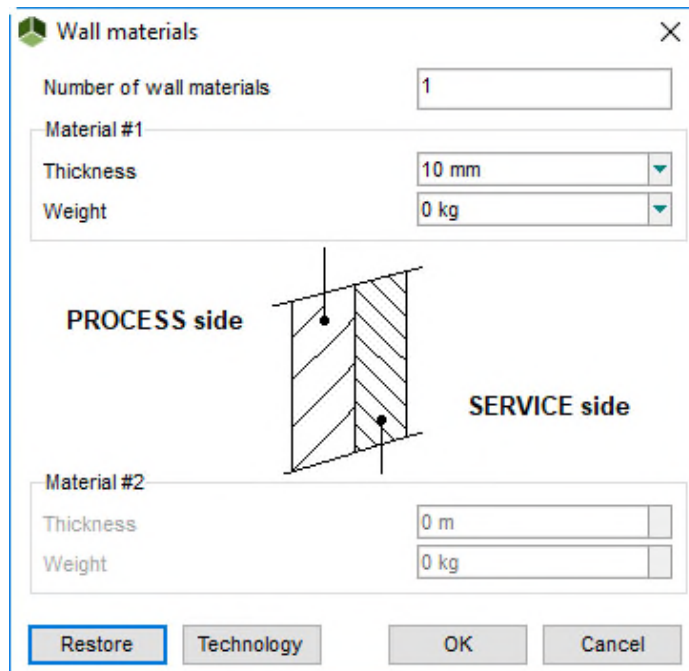 Wall materials
Number of wall materials 1
Material #1
Thickness 10 mm
Weight 0 kg
PROCESS side
SERVICE side
Material #2
Thickness 0 m
Weight 0 kg
Restore Technology OK Cancel